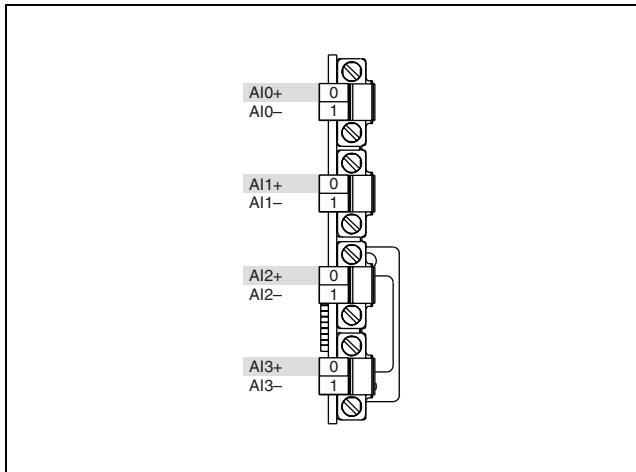 AI0+ 0
AI0– 1
AI1+ 0
AI1– 1
AI2+ 0
AI2– 1
AI3+ 0
AI3– 1